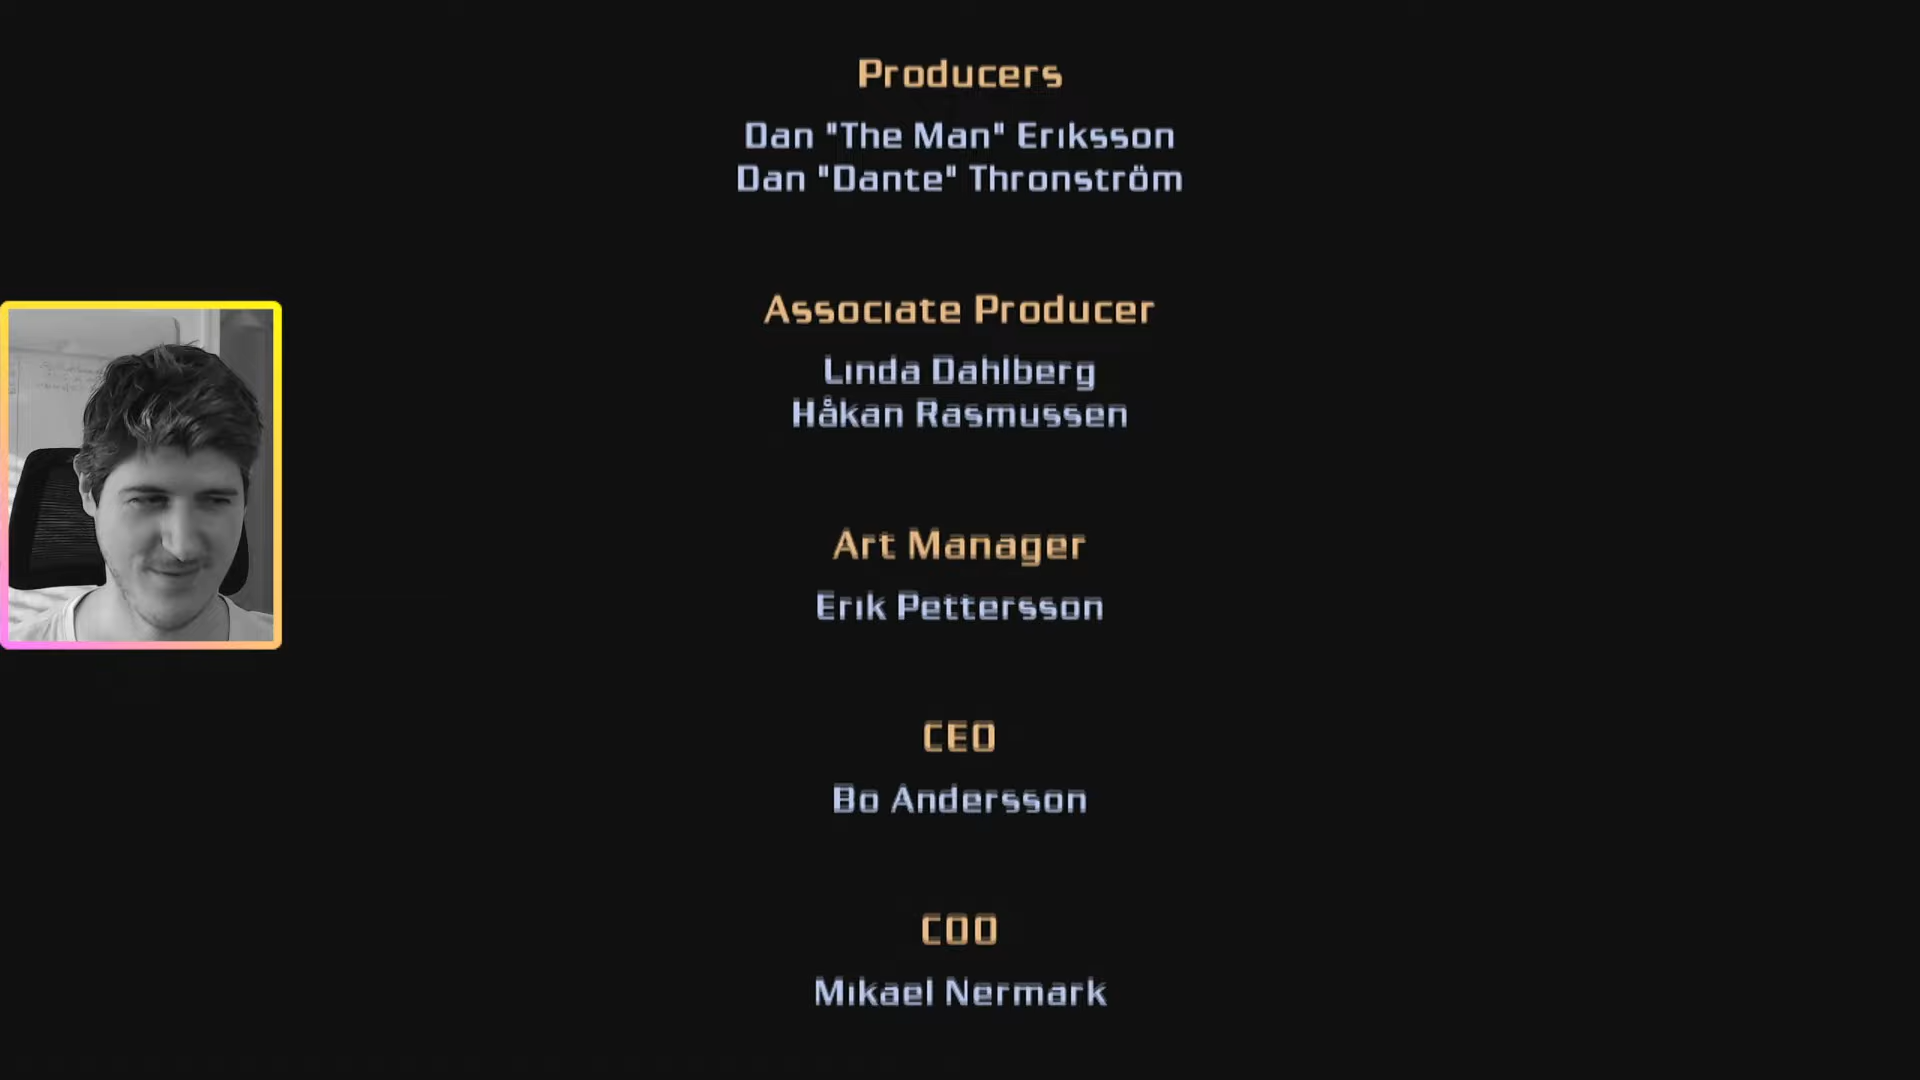 Producers
Dan "The Man" Eriksson
Dan "Dante" Thronström
Associate Producer
Linda Dahlberg
Håkan Rasmussen
Art Manager
Erik Pettersson
CEO
Bo Andersson
COO
Mikael Nermark